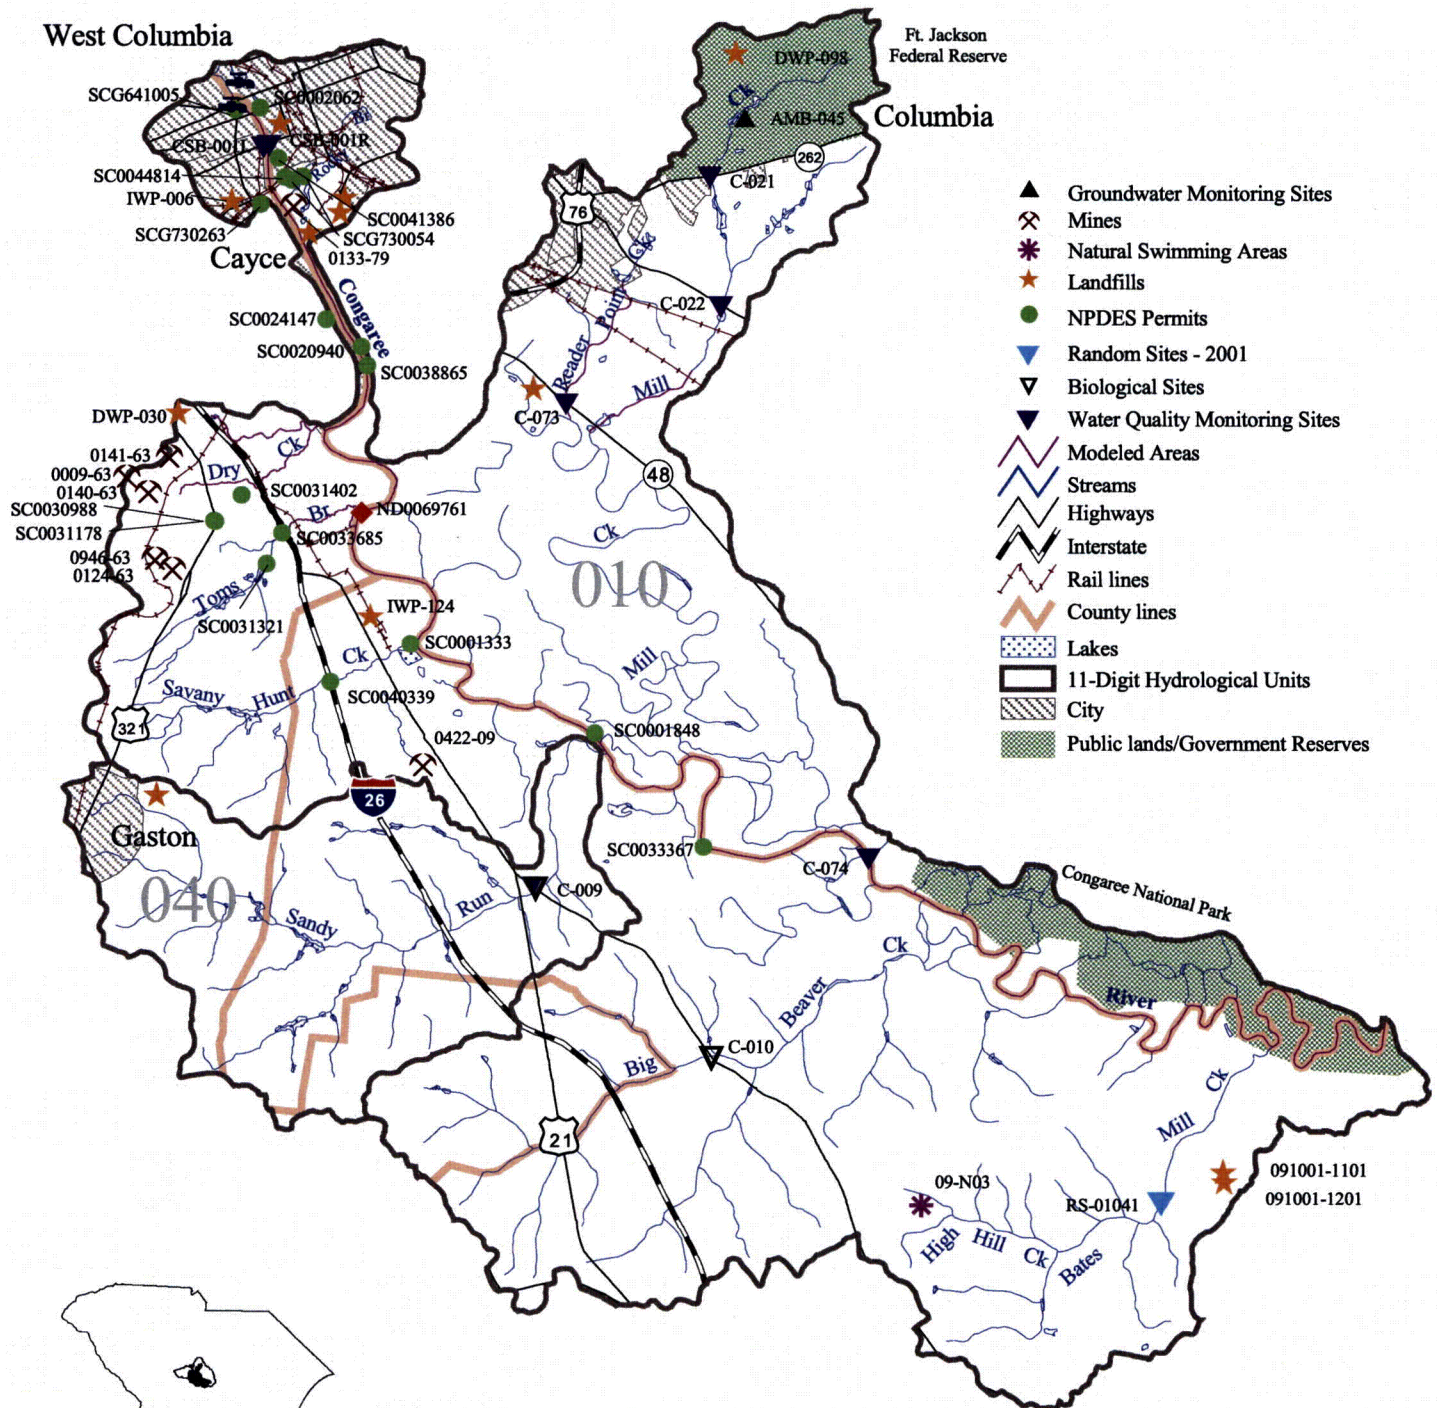 West Columbia
Ft. Jackson
Federal Reserve
DWP-098
Ck
AMB-045
Columbia
SCG641005
SC0002062
CSB-001L
CSB-001R
SC0044814
Rocky
Br
IWP-006
SC0041386
SCG730263
SCG730054
Cayce
0133-79
262
C-021
76
C-022
Reader Point Ck
Mill
C-073
48
Congaree
SC0024147
SC0020940
SC0038865
Groundwater Monitoring Sites
Mines
Natural Swimming Areas
Landfills
NPDES Permits
Random Sites - 2001
Biological Sites
Water Quality Monitoring Sites
Modeled Areas
Streams
Highways
Interstate
Rail lines
County lines
Lakes
11-Digit Hydrological Units
City
Public lands/Government Reserves
DWP-030
0141-63
0009-63
0140-63
Dry Ck
SC0031402
SC0030988
SC0031178
Br
ND0069761
SC0033685
0946-63
0124-63
Toms
SC0031321
Ck
010
Mill
IWP-124
SC0001333
Savany Hunt Ck
SC0040339
321
0422-09
SC0001848
26
Gaston
040
SC0033367
C-074
Congaree National Park
C-009
Sandy Run
Ck
Beaver
River
C-010
Big
21
Ck
Mill
09-N03
RS-01041
091001-1101
091001-1201
High Hill Ck
Bates